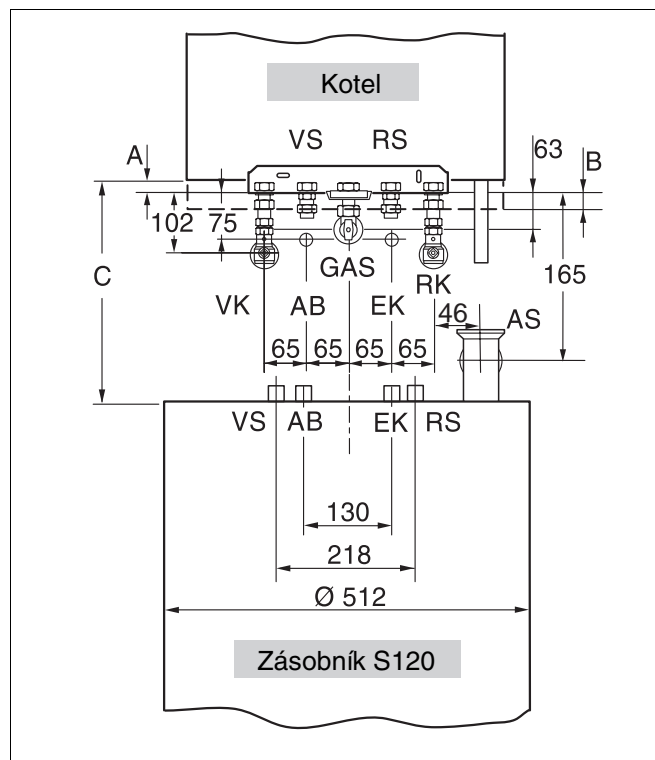 Kotel
VS RS
A
63
B
102
75
C
GAS
165
VK
AB
EK
RK
46
AS
65 65 65 65
VS AB EK RS
130
218
Ø 512
Zásobník S120